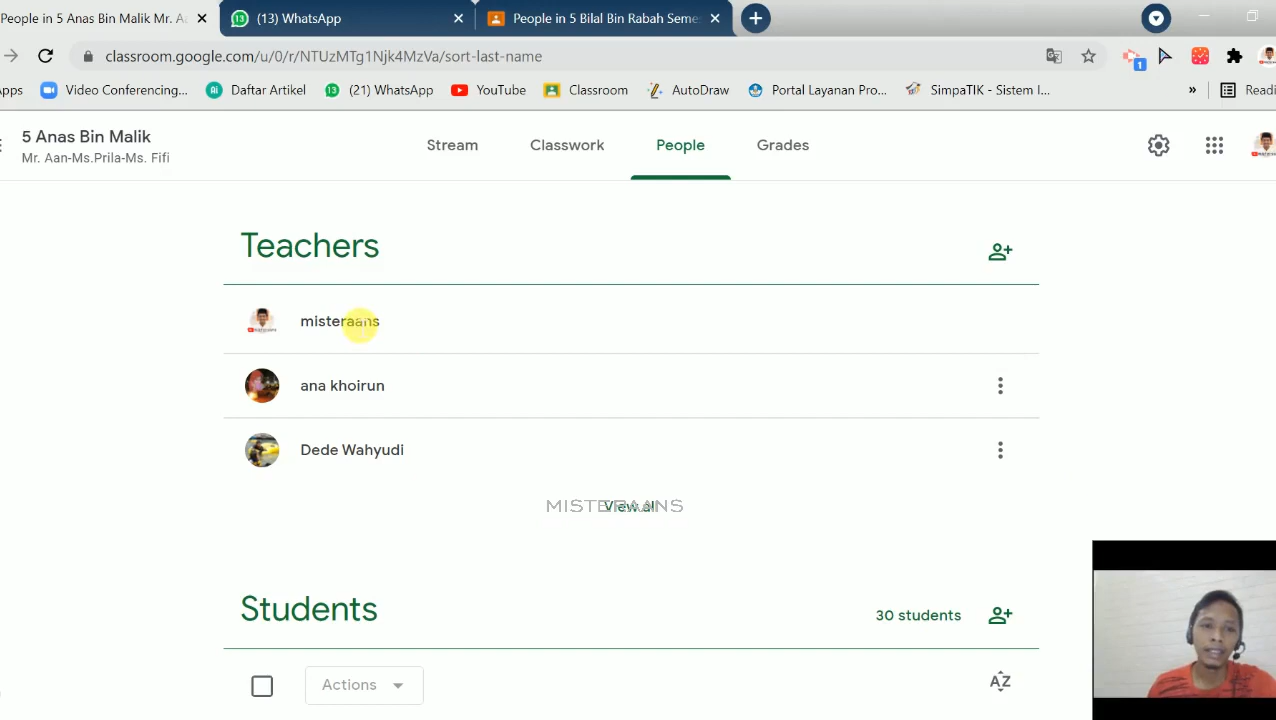 People in 5 Anas Bin Malik Mr. A
(13) WhatsApp
People in 5 Bilal Bin Rabah Seme
classroom.google.com/u/0/r/NTUzMTg1Njk4MzVa/sort-last-name
1
pps
Video Conferencing...
Daftar Artikel
(21) WhatsApp
YouTube
Classroom
AutoDraw
Portal Layanan Pro...
SimpaTIK - Sistem I...
»
Readi
5 Anas Bin Malik
Mr. Aan-Ms.Prila-Ms. Fifi
Stream
Classwork
People
Grades
Teachers
misteraans
ana khoirun
Dede Wahyudi
View all
MISTERAANS
Students
30 students
Actions
AZ